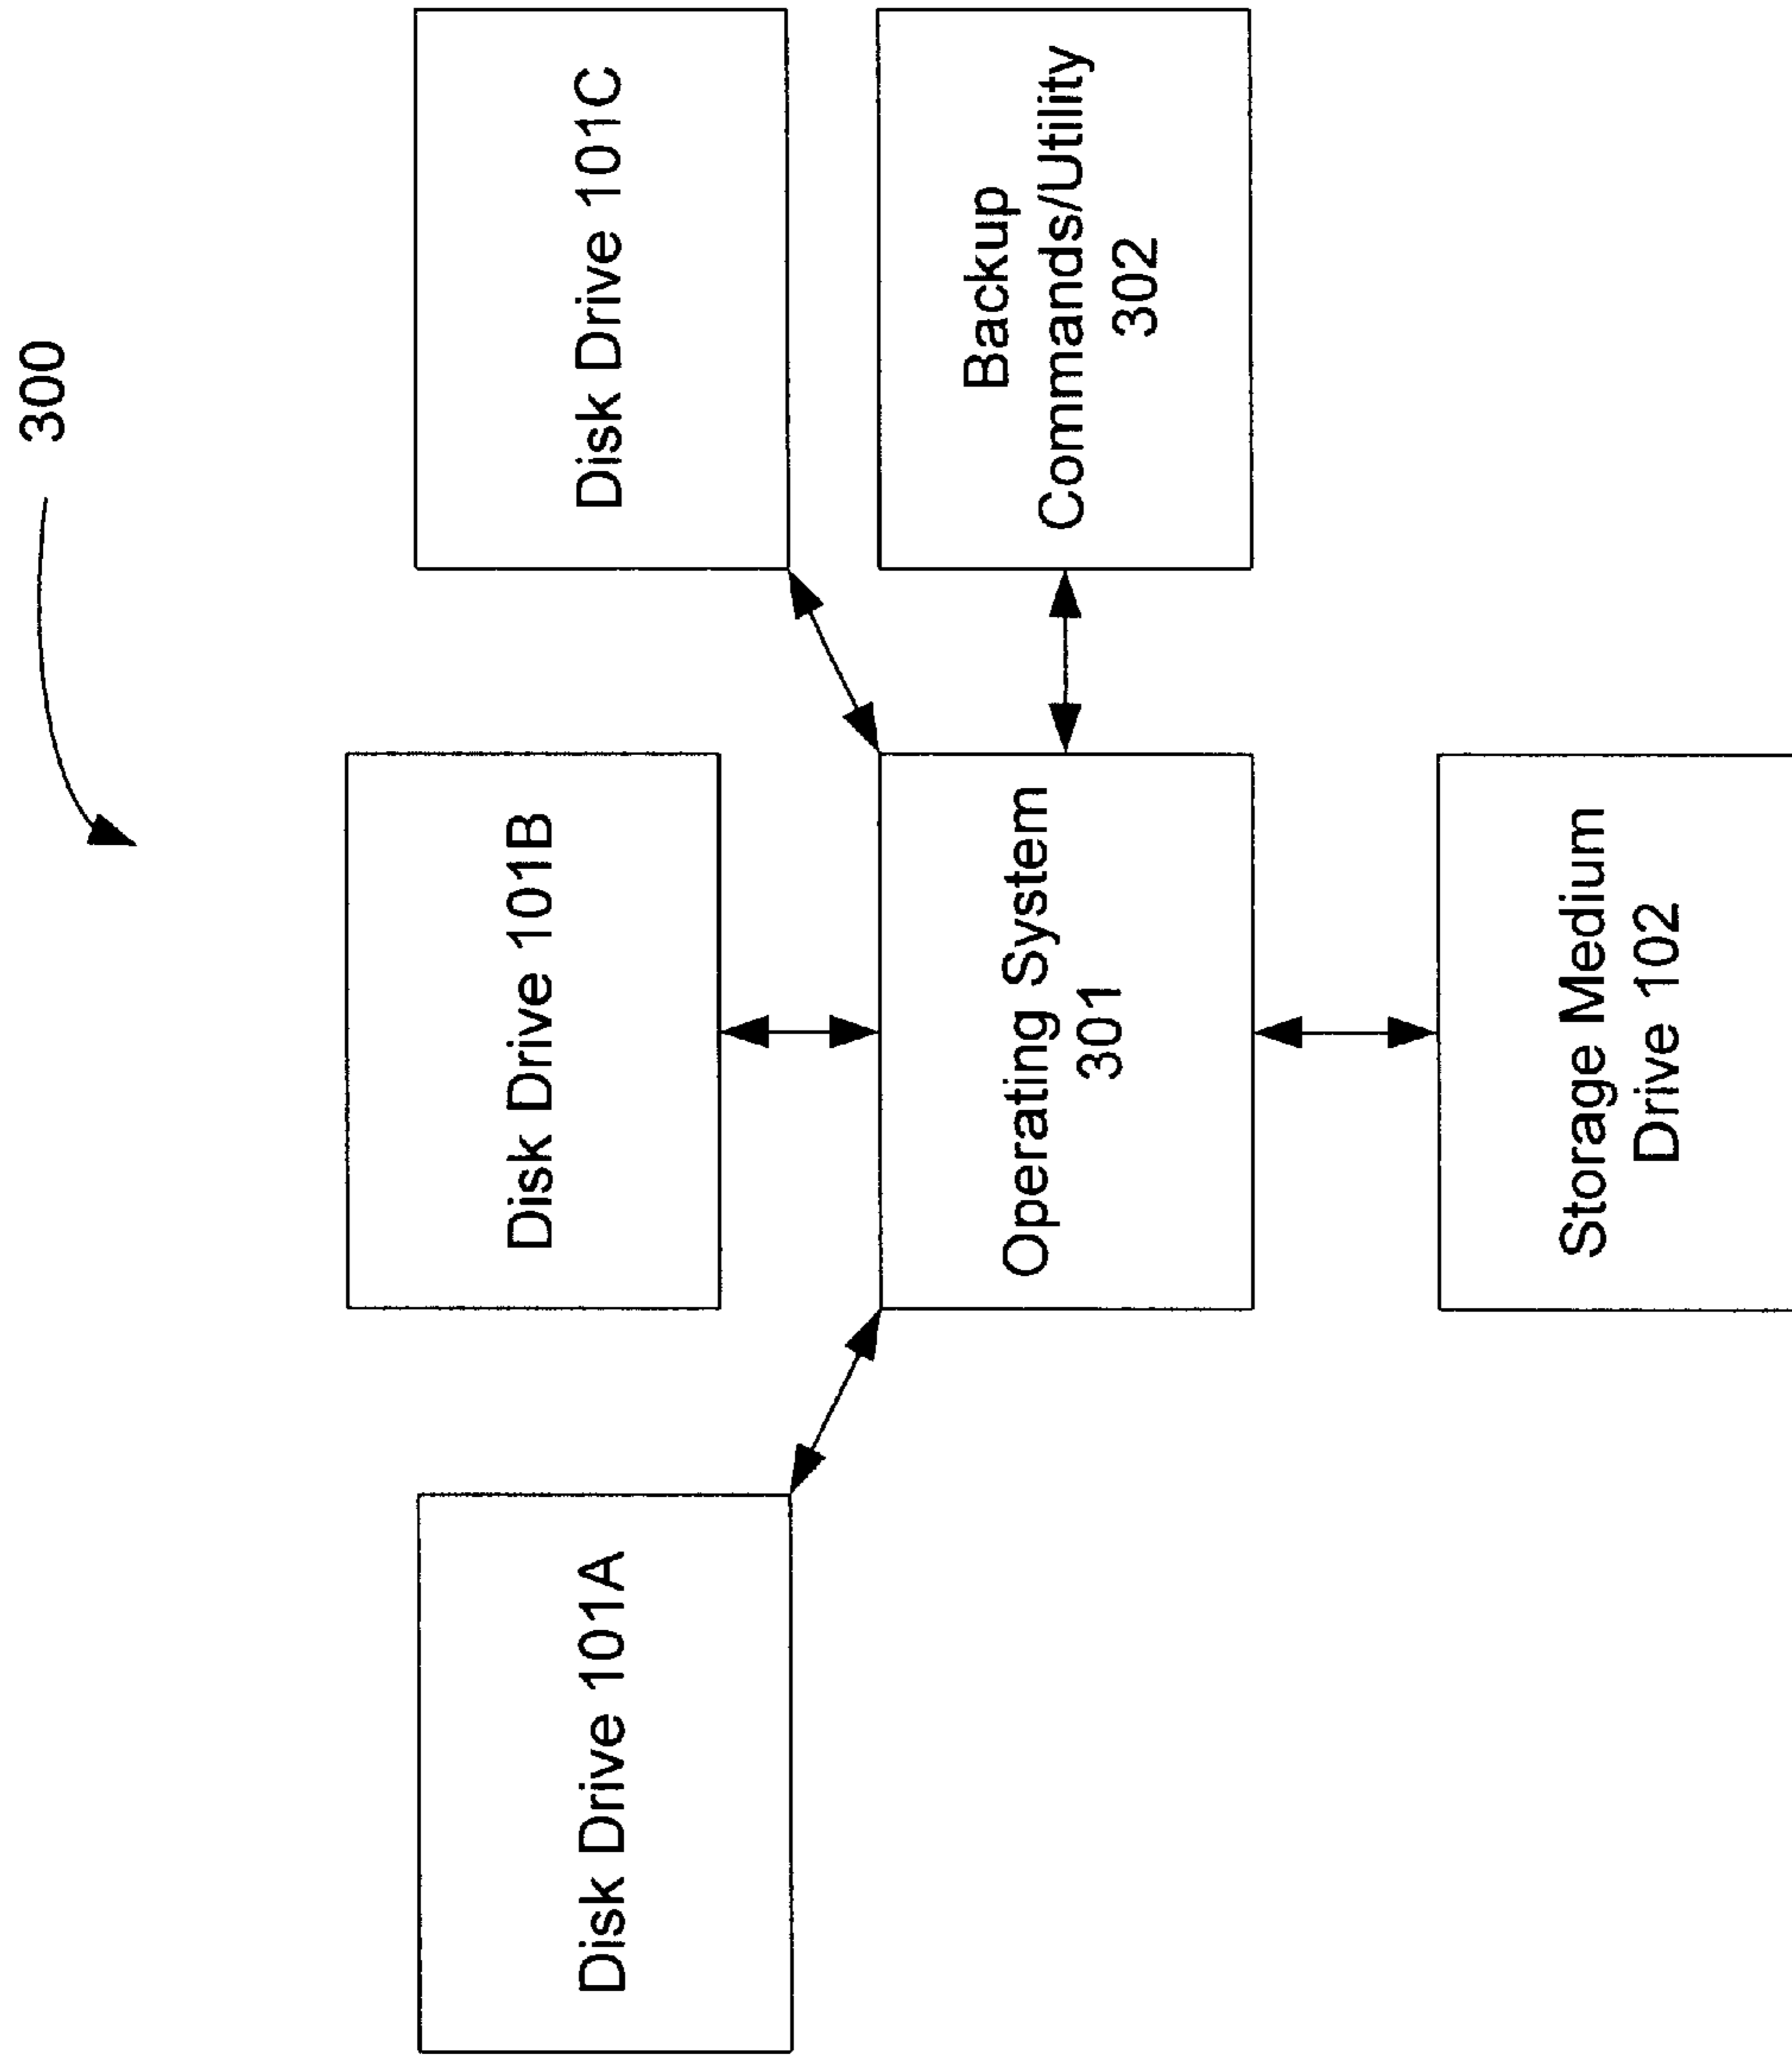 300
Disk Drive 101A
Disk Drive 101B
Disk Drive 101C
Operating System
301
Backup
Commands/Utility
302
Storage Medium
Drive 102